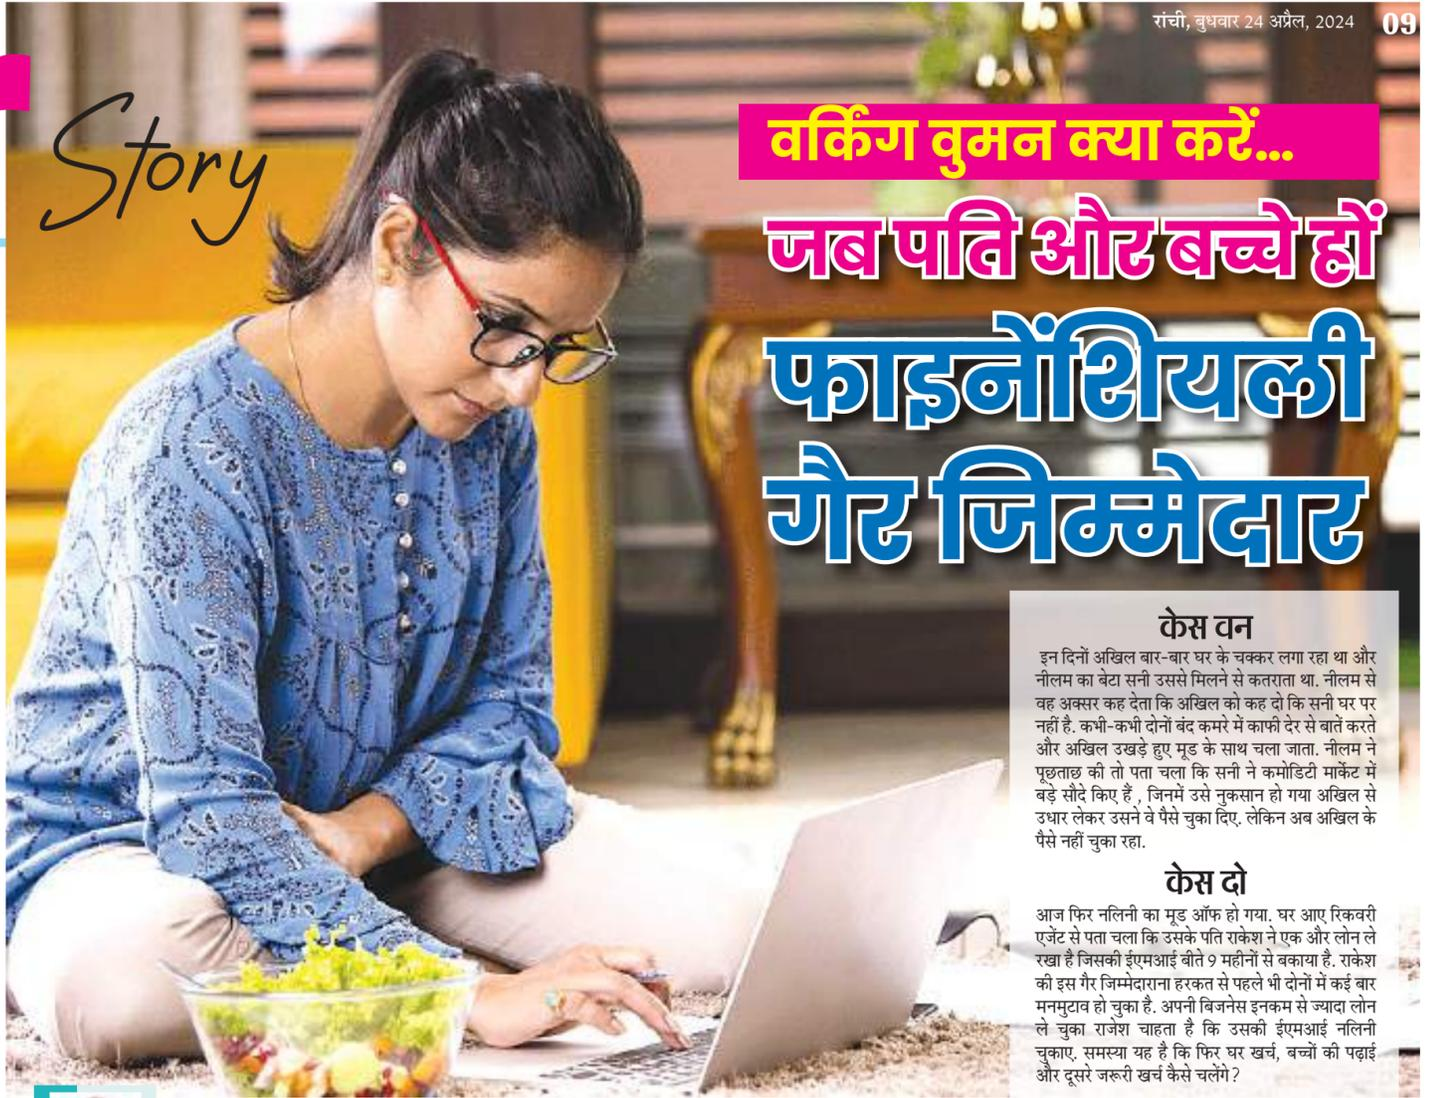 रांची, बुधवार 24 अप्रैल, 2024 09
Story
वर्किंग वुमन क्या करें...
जब पति और बच्चे हों
फाइनेंशियली
गैर जिम्मेदार
केस वन
इन दिनों अखिल बार-बार घर के चक्कर लगा रहा था और
नीलम का बेटा सनी उससे मिलने से कतराता था. नीलम से
वह अक्सर कह देता कि अखिल को कह दो कि सनी घर पर
नहीं है. कभी-कभी दोनों बंद कमरे में काफी देर से बातें करते
और अखिल उखड़े हुए मूड के साथ चला जाता. नीलम ने
पूछताछ की तो पता चला कि सनी ने कमोडिटी मार्केट में
बड़े सौदे किए हैं , जिनमें उसे नुकसान हो गया अखिल से
उधार लेकर उसने वे पैसे चुका दिए. लेकिन अब अखिल के
पैसे नहीं चुका रहा.
केस दो
आज फिर नलिनी का मूड ऑफ हो गया. घर आए रिकवरी
एजेंट से पता चला कि उसके पति राकेश ने एक और लोन ले
रखा है जिसकी ईएमआई बीते 9 महीनों से बकाया है. राकेश
की इस गैर जिम्मेदाराना हरकत से पहले भी दोनों में कई बार
मनमुटाव हो चुका है. अपनी बिजनेस इनकम से ज्यादा लोन
ले चुका राजेश चाहता है कि उसकी ईएमआई नलिनी
चुकाए. समस्या यह है कि फिर घर खर्च, बच्चों की पढ़ाई
और दूसरे जरूरी खर्च कैसे चलेंगे?